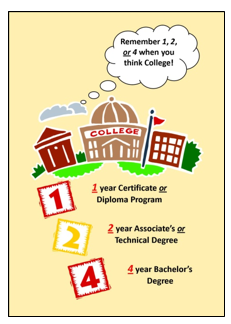 Remember 1, 2,
or 4 when you
think College!
COLLEGE
1
1 year Certificate or
Diploma Program
2
2 year Associate's or
Technical Degree
4
4 year Bachelor's
Degree